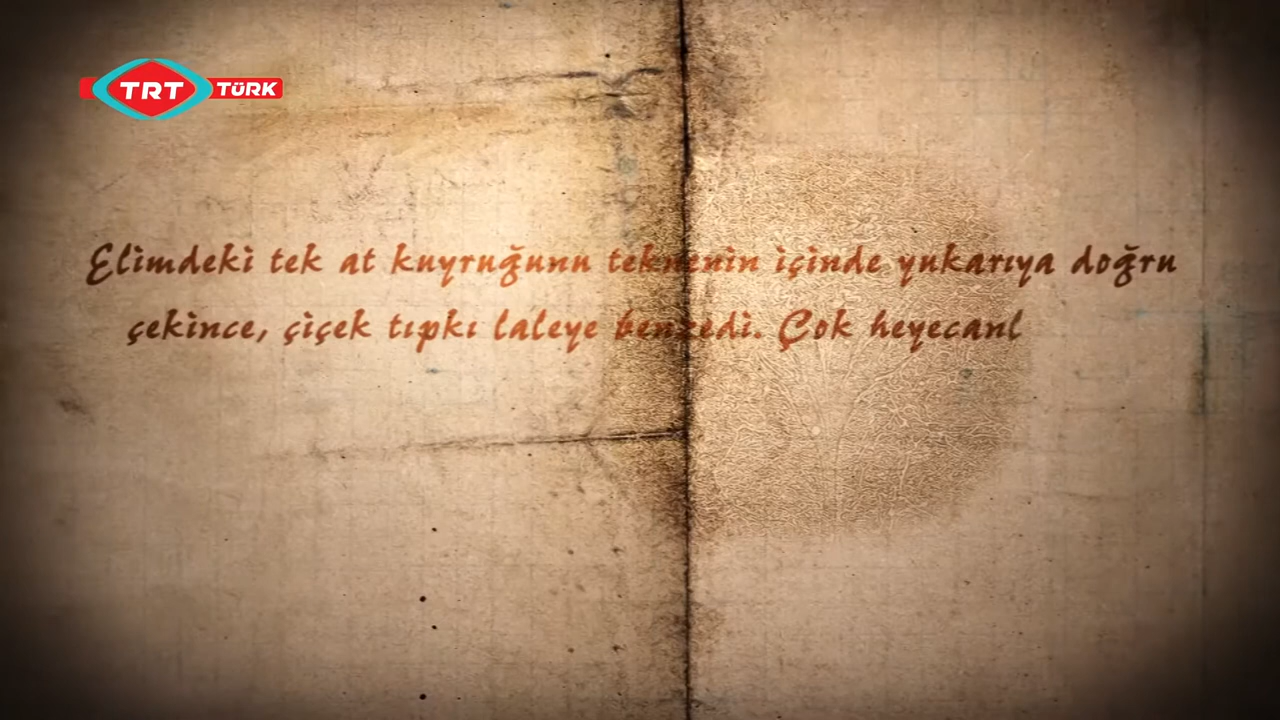 TRT TÜRK
Elimdeki tek at kuyruğunu teknenin içinde yukarıya doğru
çekince, çiçek tıpkı laleye benzedi. Çok heyecanl